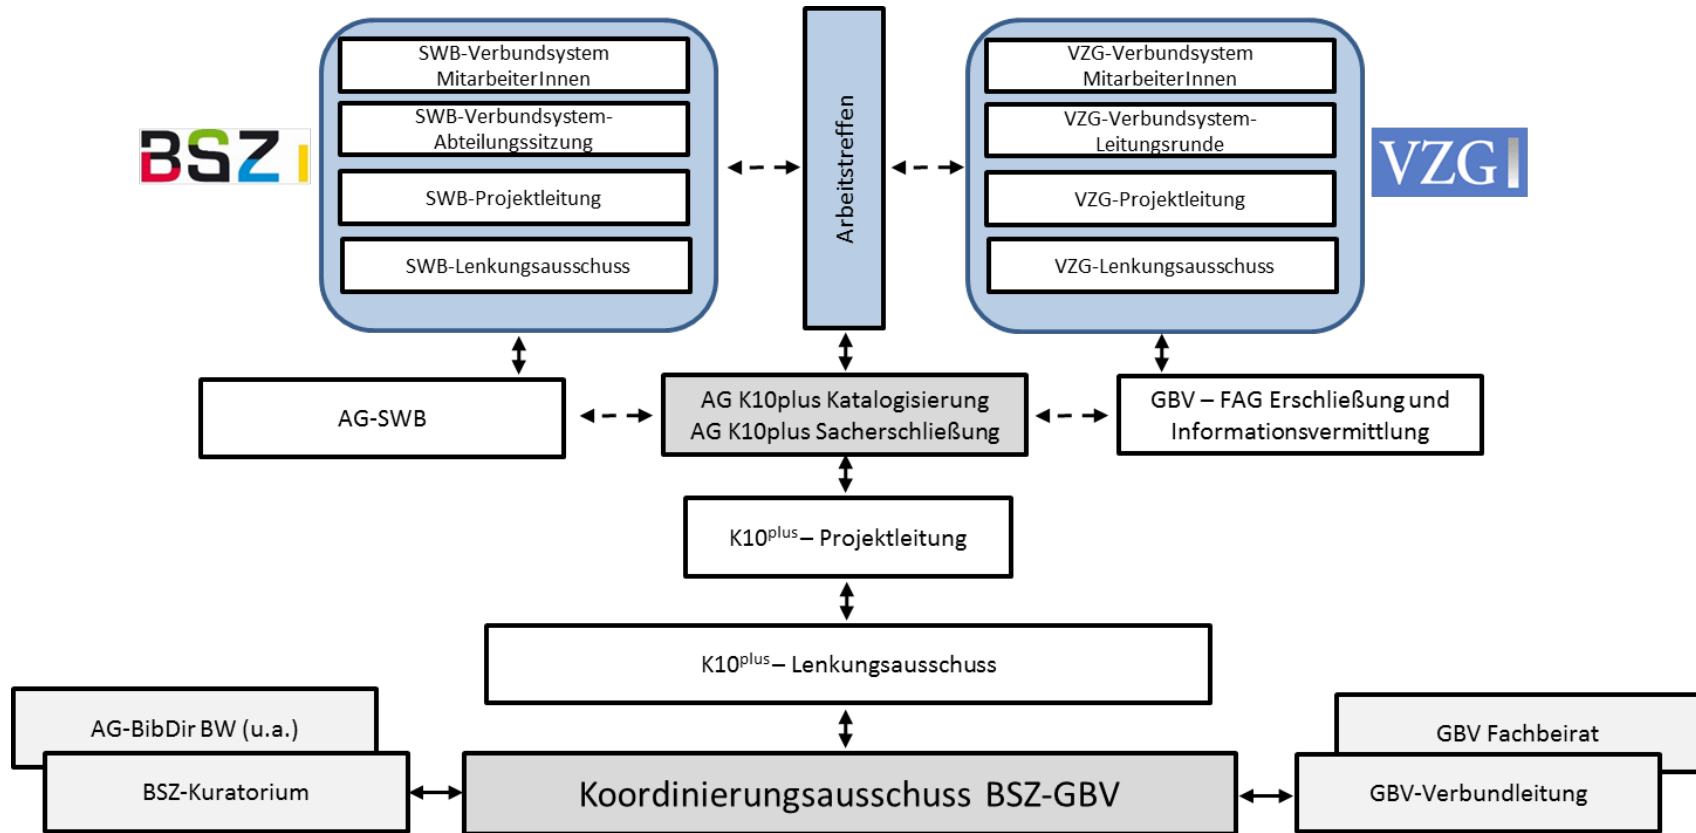 SWB-Verbundsystem
MitarbeiterInnen
SWB-Verbundsystem-
Abteilungssitzung
SWB-Projektleitung
SWB-Lenkungsausschuss
BSZ
Arbeitstreffen
VZG-Verbundsystem
MitarbeiterInnen
VZG-Verbundsystem-
Leitungsrunde
VZG-Projektleitung
VZG-Lenkungsausschuss
VZG
AG-SWB
AG K10plus Katalogisierung
AG K10plus Sacherschließung
GBV – FAG Erschließung und
Informationsvermittlung
K10plus – Projektleitung
K10plus – Lenkungsausschuss
AG-BibDir BW (u.a.)
BSZ-Kuratorium
Koordinierungsausschuss BSZ-GBV
GBV Fachbeirat
GBV-Verbundleitung